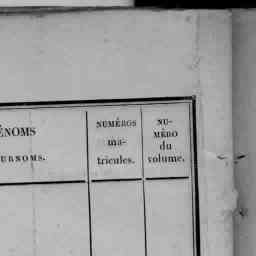 ÉNOMS
URNOMS.
NUMÉROS
ma-
tricules.
NU-
MÉRO
du
volume.